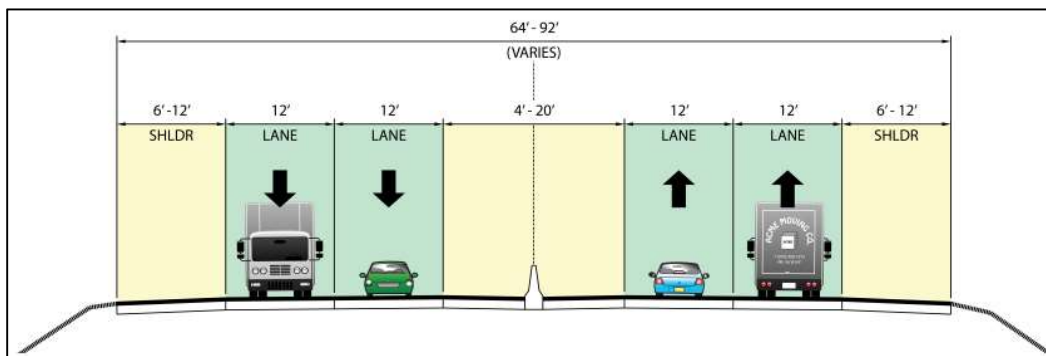 64' - 92'
(VARIES)
6' -12' 12' 12' 4' - 20' 12' 12' 6' - 12'
SHLDR LANE LANE LANE LANE SHLDR
ACME MOVING CO.